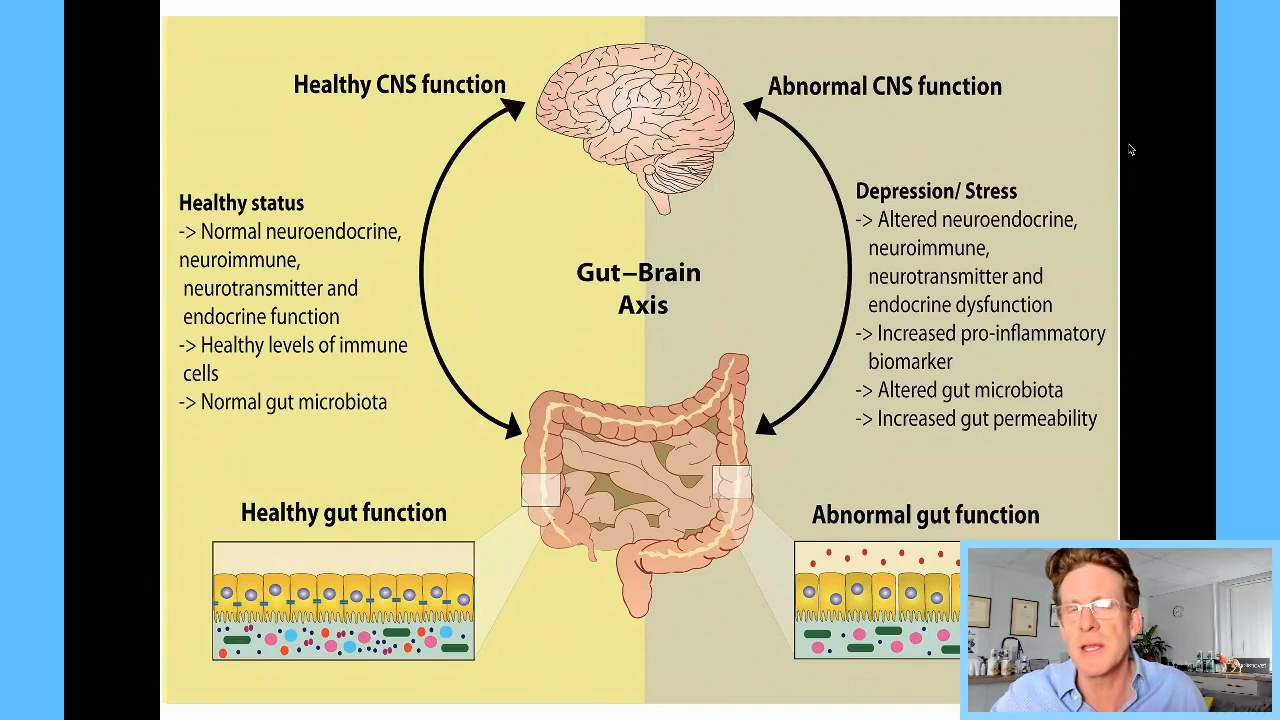 Healthy CNS function
Abnormal CNS function
Healthy status
-> Normal neuroendocrine,
neuroimmune,
neurotransmitter and
endocrine function
-> Healthy levels of immune
cells
-> Normal gut microbiota
Gut–Brain
Axis
Depression/ Stress
-> Altered neuroendocrine,
neuroimmune,
neurotransmitter and
endocrine dysfunction
-> Increased pro-inflammatory
biomarker
-> Altered gut microbiota
-> Increased gut permeability
Healthy gut function
Abnormal gut function